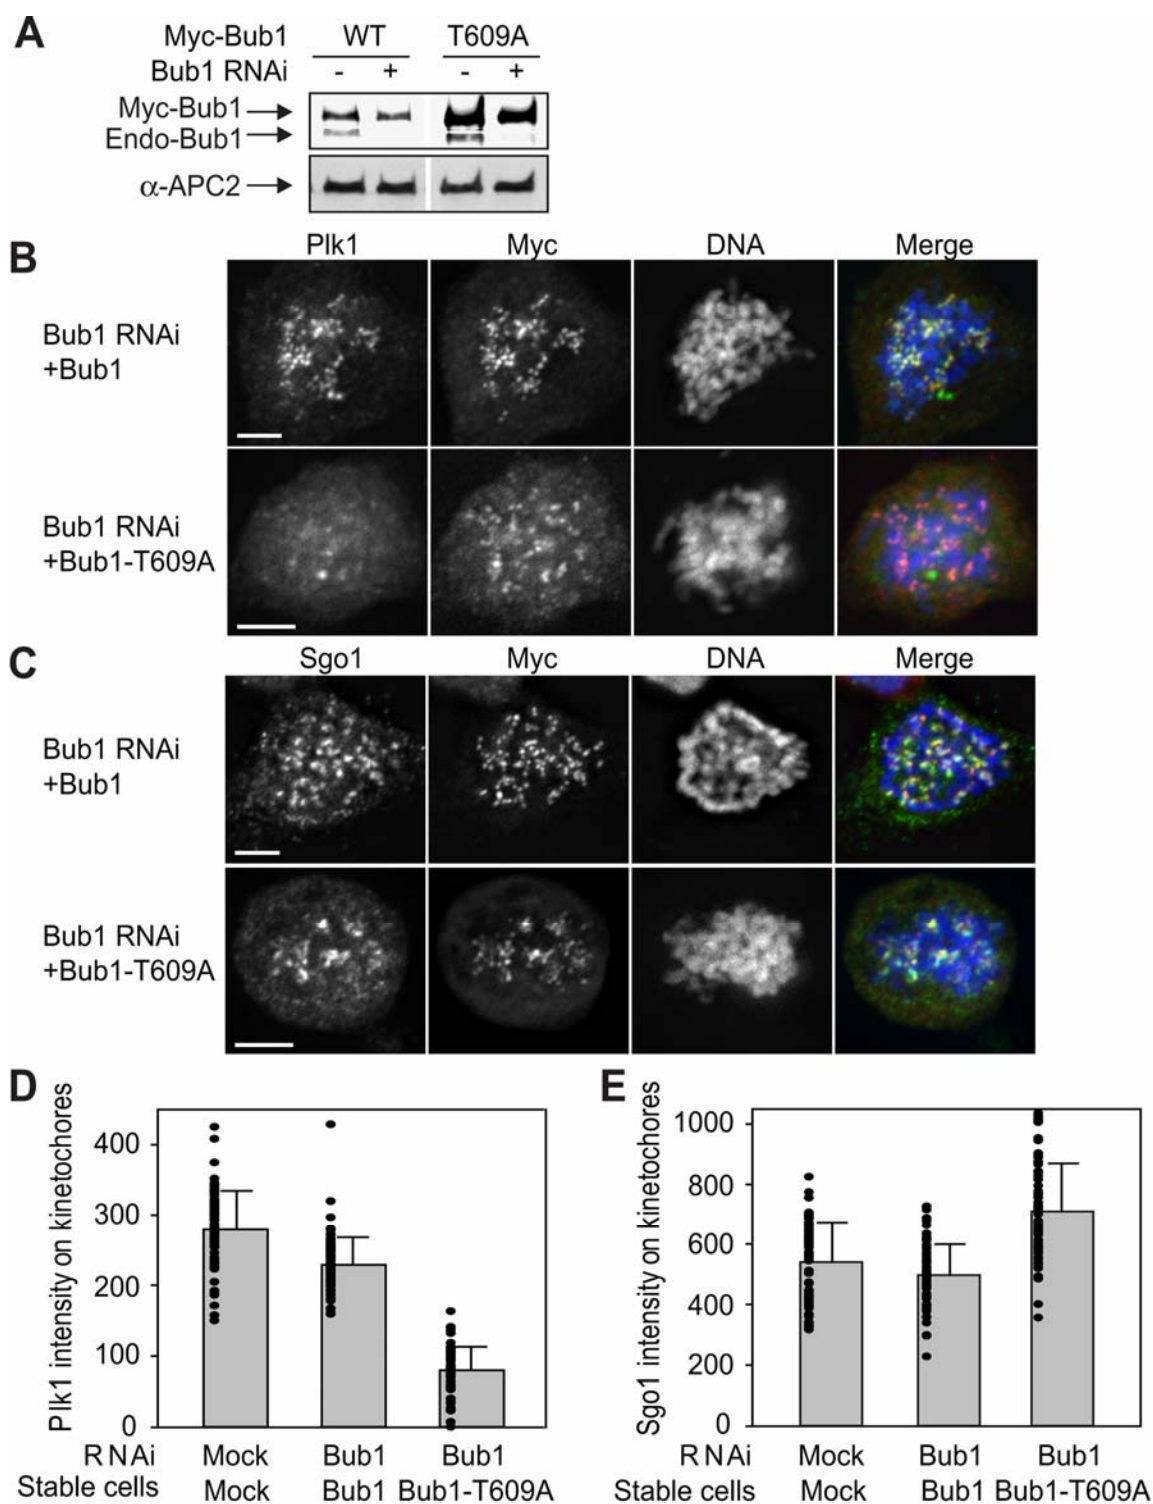 A
Myc-Bub1 WT T609A
Bub1 RNAi - + - +
Myc-Bub1
Endo-Bub1
α-APC2
B
Plk1 Myc DNA Merge
Bub1 RNAi
+Bub1
Bub1 RNAi
+Bub1-T609A
C
Sgo1 Myc DNA Merge
Bub1 RNAi
+Bub1
Bub1 RNAi
+Bub1-T609A
D
Plk1 intensity on kinetochores
400
300
200
100
0
RNAi Mock Bub1 Bub1
Stable cells Mock Bub1 Bub1-T609A
E
Sgo1 intensity on kinetochores
1000
800
600
400
200
0
RNAi Mock Bub1 Bub1
Stable cells Mock Bub1 Bub1-T609A